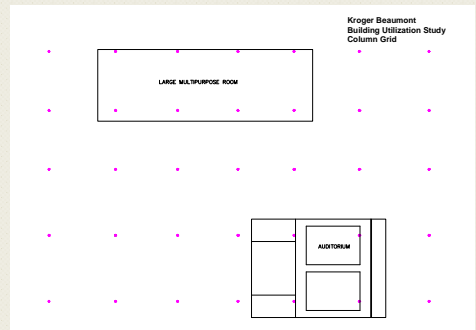 Kroger Beaumont
Building Utilization Study
Column Grid
LARGE MULTIPURPOSE ROOM
AUDITORIUM